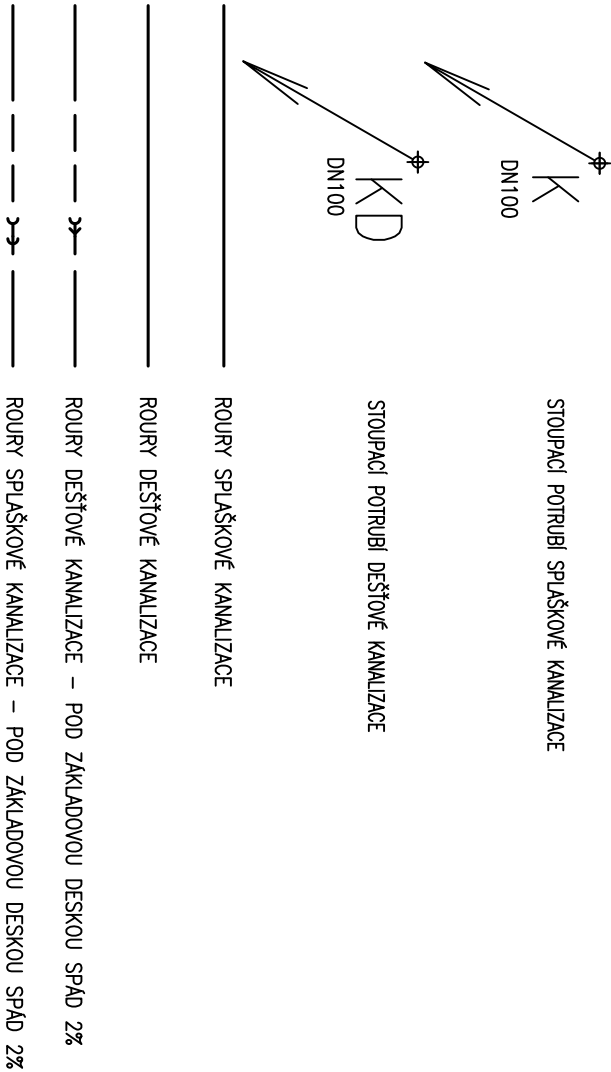 K
DN100
STOUPACÍ POTRUBÍ SPLAŠKOVÉ KANALIZACE
KD
DN100
STOUPACÍ POTRUBÍ DEŠŤOVÉ KANALIZACE
ROURY SPLAŠKOVÉ KANALIZACE
ROURY DEŠŤOVÉ KANALIZACE
ROURY DEŠŤOVÉ KANALIZACE – POD ZÁKLADOVOU DESKOU SPÁD 2%
ROURY SPLAŠKOVÉ KANALIZACE – POD ZÁKLADOVOU DESKOU SPÁD 2%